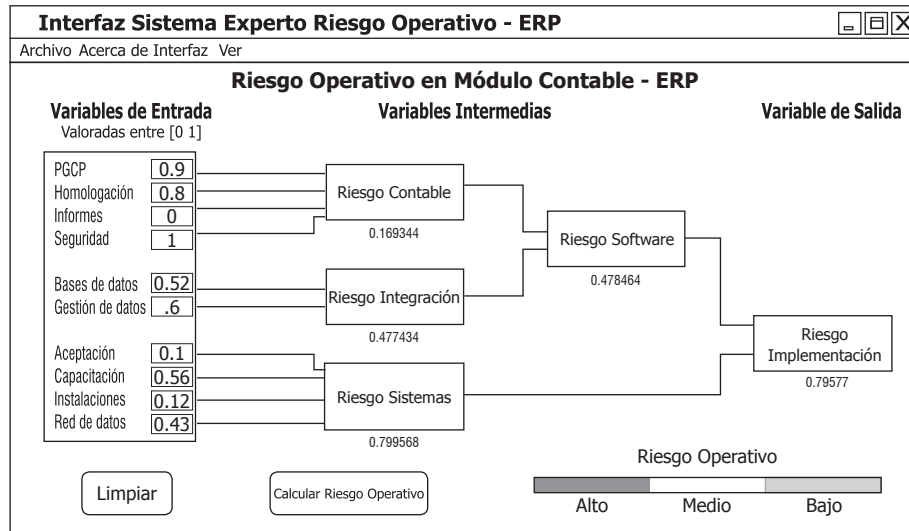 Interfaz Sistema Experto Riesgo Operativo - ERP
Archivo Acerca de Interfaz Ver
Riesgo Operativo en Módulo Contable - ERP
Variables de Entrada
Valoradas entre [0 1]
Variables Intermedias
Variable de Salida
PGCP 0.9
Homologación 0.8
Informes 0
Seguridad 1
Bases de datos 0.52
Gestión de datos .6
Aceptación 0.1
Capacitación 0.56
Instalaciones 0.12
Red de datos 0.43
Riesgo Contable
0.169344
Riesgo Integración
0.477434
Riesgo Sistemas
0.799568
Riesgo Software
0.478464
Riesgo
Implementación
0.79577
Limpiar
Calcular Riesgo Operativo
Riesgo Operativo
Alto Medio Bajo